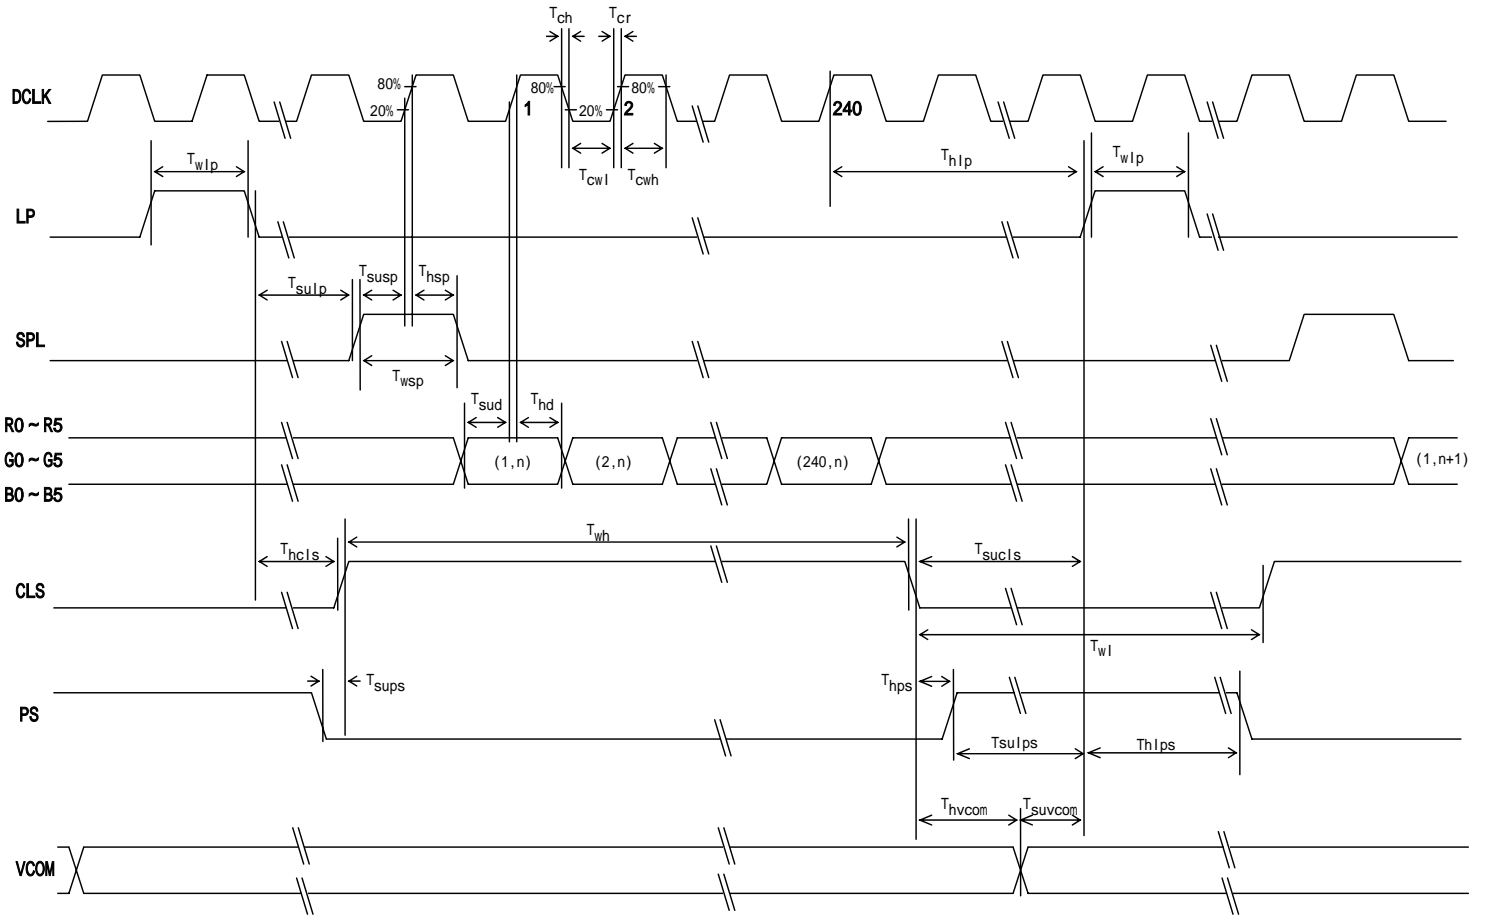 Tch Tcr
DCLK 80% 20% 1 80% 20% 2 80% 240
Twlp Tcwl Tcwh Thlp Twlp
LP
Tsulp Tsusp Thsp
SPL
Twsp
Tsud Thd
R0 ~ R5
G0 ~ G5 (1,n) (2,n) (240,n) (1,n+1)
B0 ~ B5
Twh
Thcls Tsucls
CLS
Twl
Tsups Thps
PS
Tsulps Thlps
Thvcom Tsuvcom
VCOM